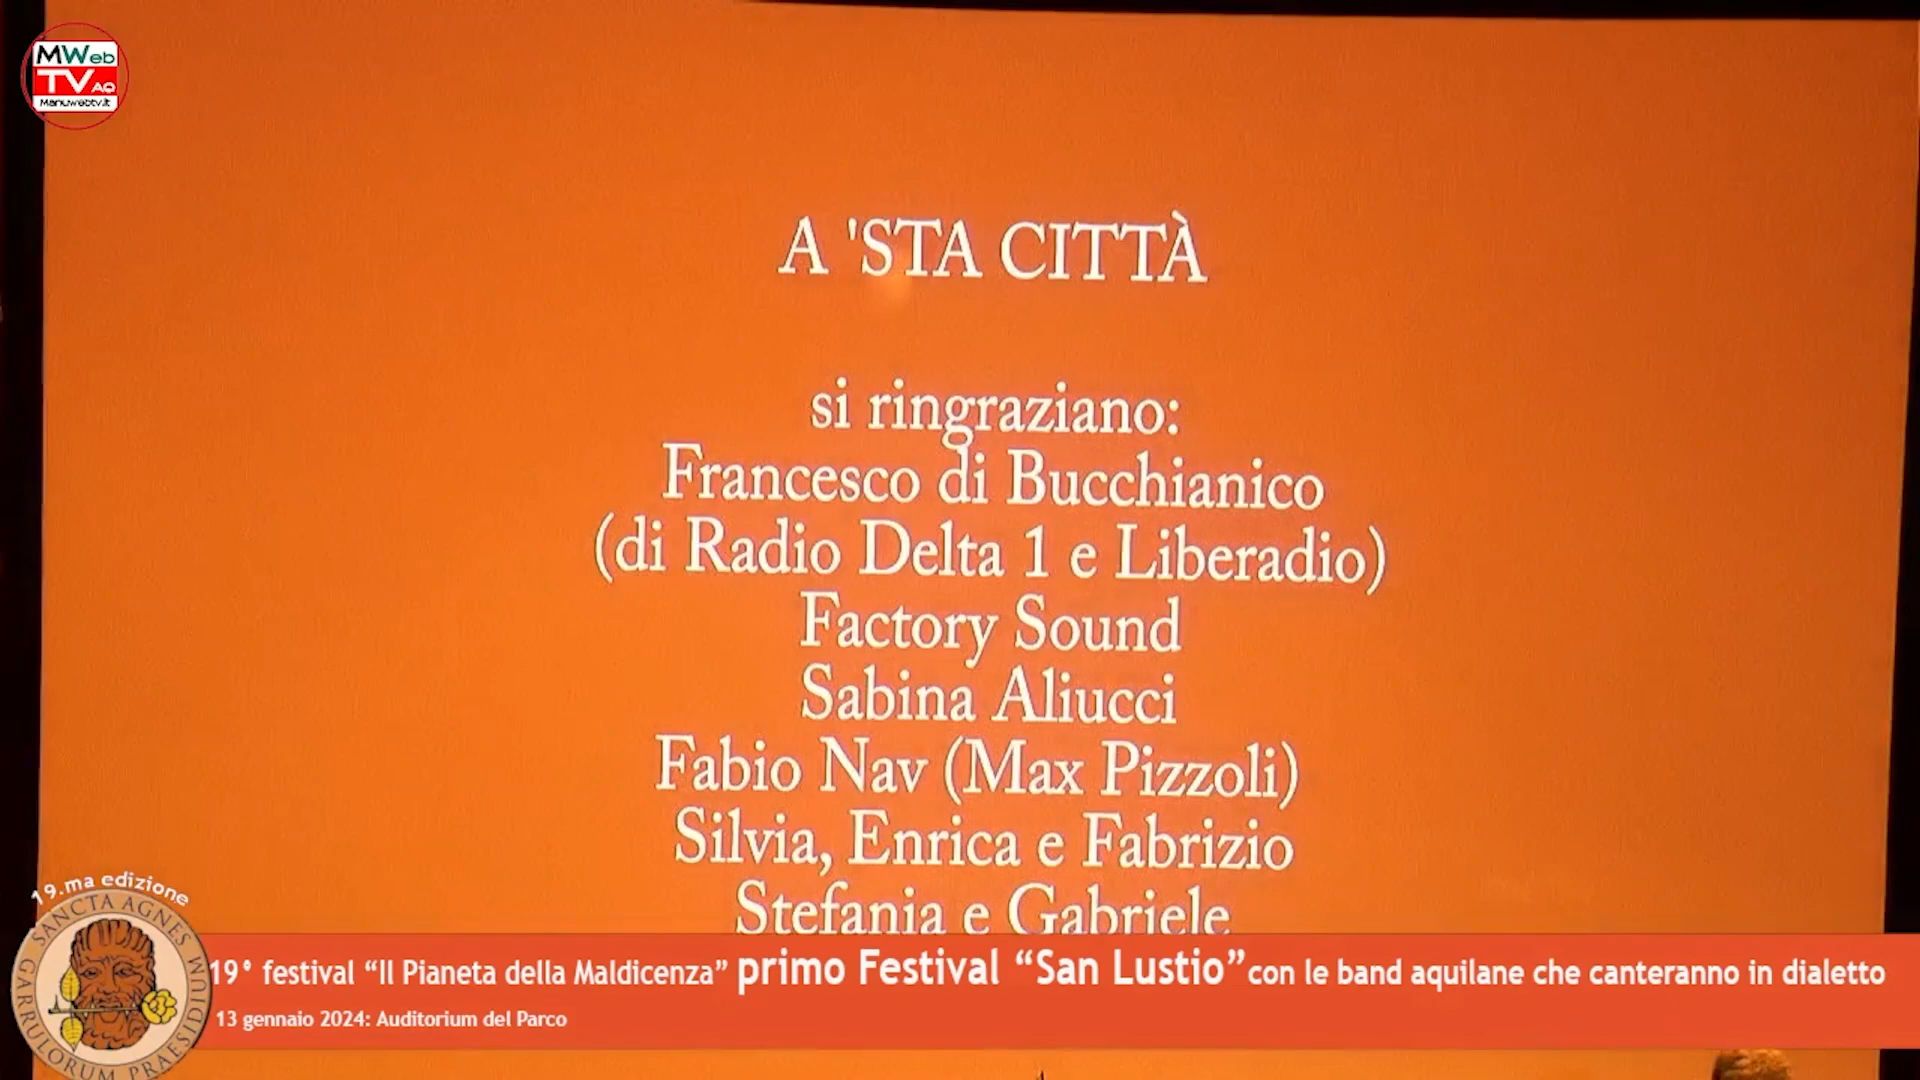 MWeb
TV AQ
Manuwebtv.it
A 'STA CITTÀ
si ringraziano:
Francesco di Bucchianico
(di Radio Delta 1 e Liberadio)
Factory Sound
Sabina Aliucci
Fabio Nav (Max Pizzoli)
Silvia, Enrica e Fabrizio
Stefania e Gabriele
19.ma edizione
SANCTA AGNES
GARRULORUM PRAESIDIUM
19° festival “Il Pianeta della Maldicenza” primo Festival “San Lustio” con le band aquilane che canteranno in dialetto
13 gennaio 2024: Auditorium del Parco